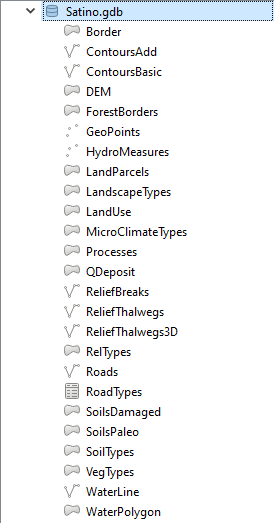 Satino.gdb
Border
ContoursAdd
ContoursBasic
DEM
ForestBorders
GeoPoints
HydroMeasures
LandParcels
LandscapeTypes
LandUse
MicroClimateTypes
Processes
QDeposit
ReliefBreaks
ReliefThalwegs
ReliefThalwegs3D
RelTypes
Roads
RoadTypes
SoilsDamaged
SoilsPaleo
SoilTypes
VegTypes
WaterLine
WaterPolygon